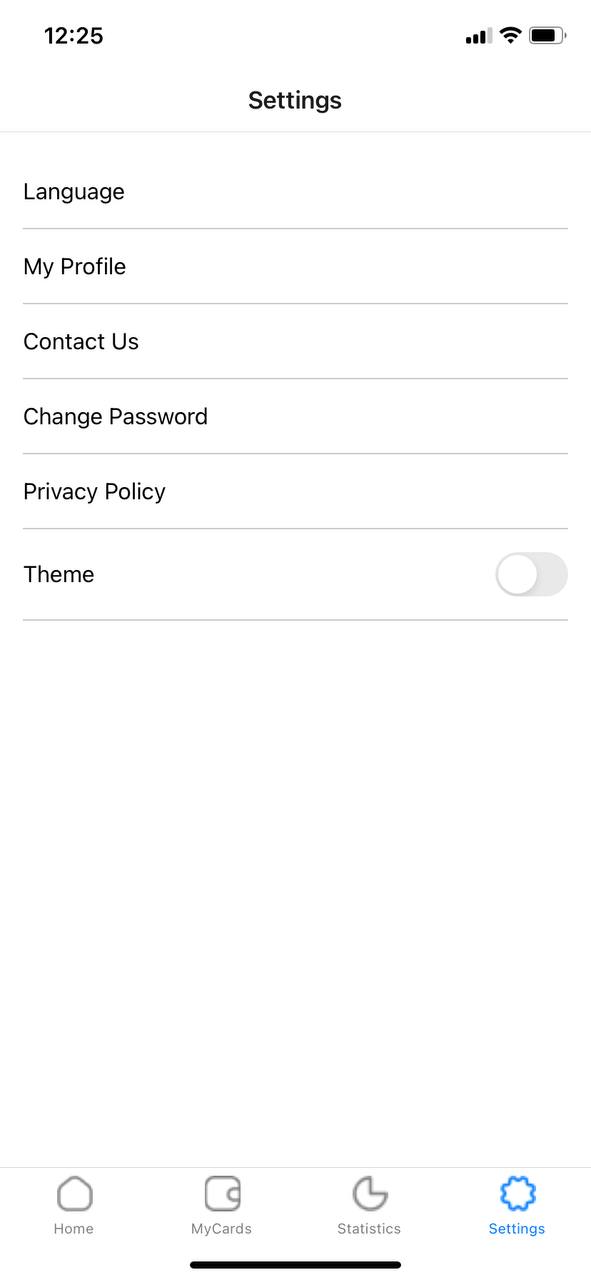 12:25
Settings
Language
My Profile
Contact Us
Change Password
Privacy Policy
Theme
Home MyCards Statistics Settings